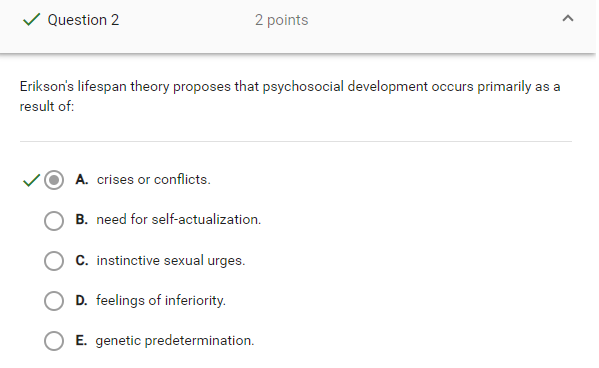 Question 2 2 points
Erikson's lifespan theory proposes that psychosocial development occurs primarily as a
result of:
A. crises or conflicts.
B. need for self-actualization.
C. instinctive sexual urges.
D. feelings of inferiority.
E. genetic predetermination.